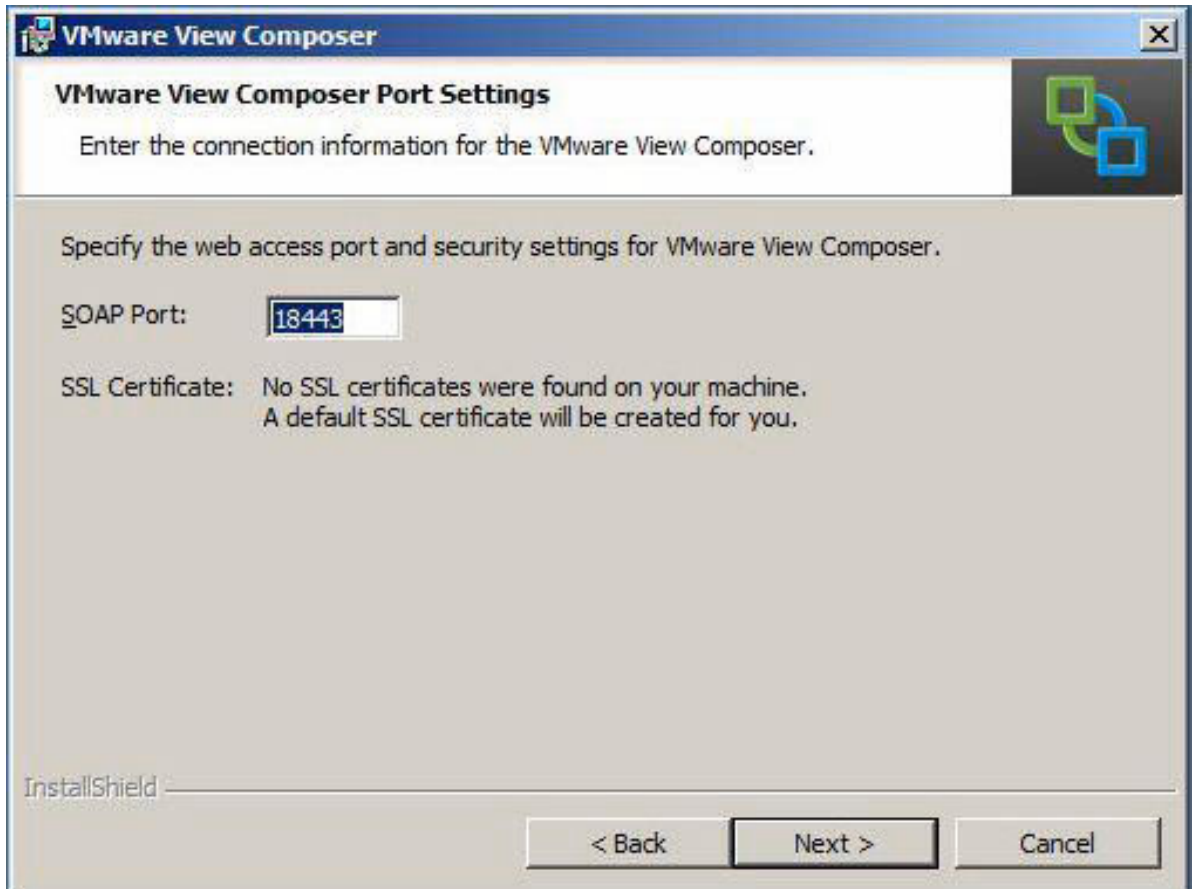 VMware View Composer
VMware View Composer Port Settings
Enter the connection information for the VMware View Composer.
Specify the web access port and security settings for VMware View Composer.
SOAP Port: 18443
SSL Certificate: No SSL certificates were found on your machine.
A default SSL certificate will be created for you.
InstallShield
< Back Next > Cancel